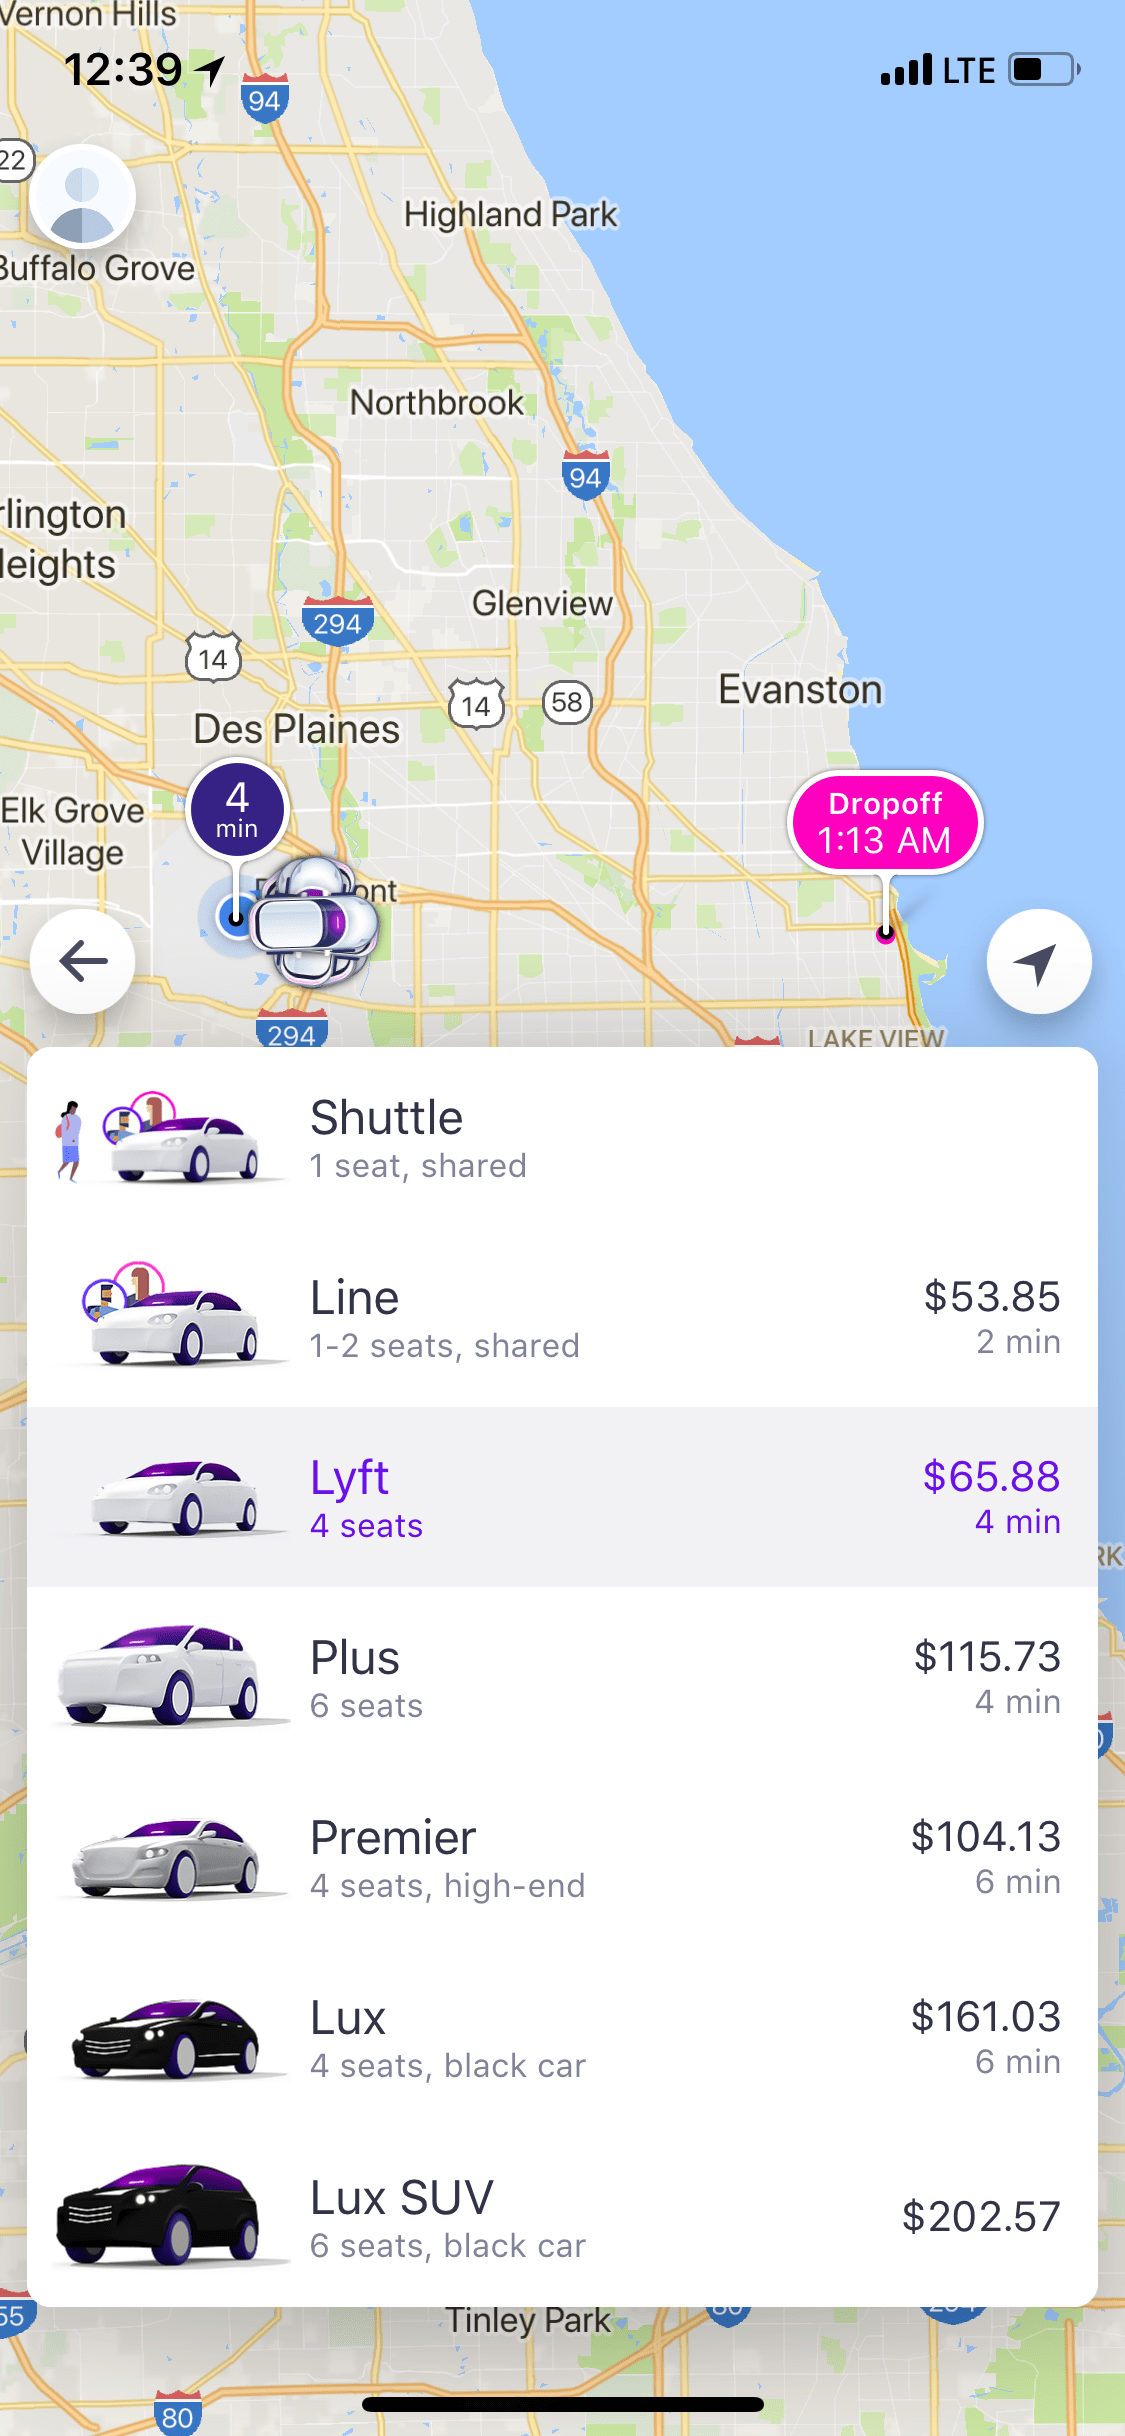 Vernon Hills
12:39
LTE
94
22
Highland Park
Buffalo Grove
Northbrook
94
rlington
Heights
Glenview
294
14
14
58
Evanston
Des Plaines
4
min
Dropoff
1:13 AM
Elk Grove
Village
ont
294
LAKE VIEW
Shuttle
1 seat, shared
Line
$53.85
1-2 seats, shared
2 min
Lyft
$65.88
4 seats
4 min
RK
Plus
$115.73
6 seats
4 min
Premier
$104.13
4 seats, high-end
6 min
Lux
$161.03
4 seats, black car
6 min
Lux SUV
$202.57
6 seats, black car
55
Tinley Park
80
80